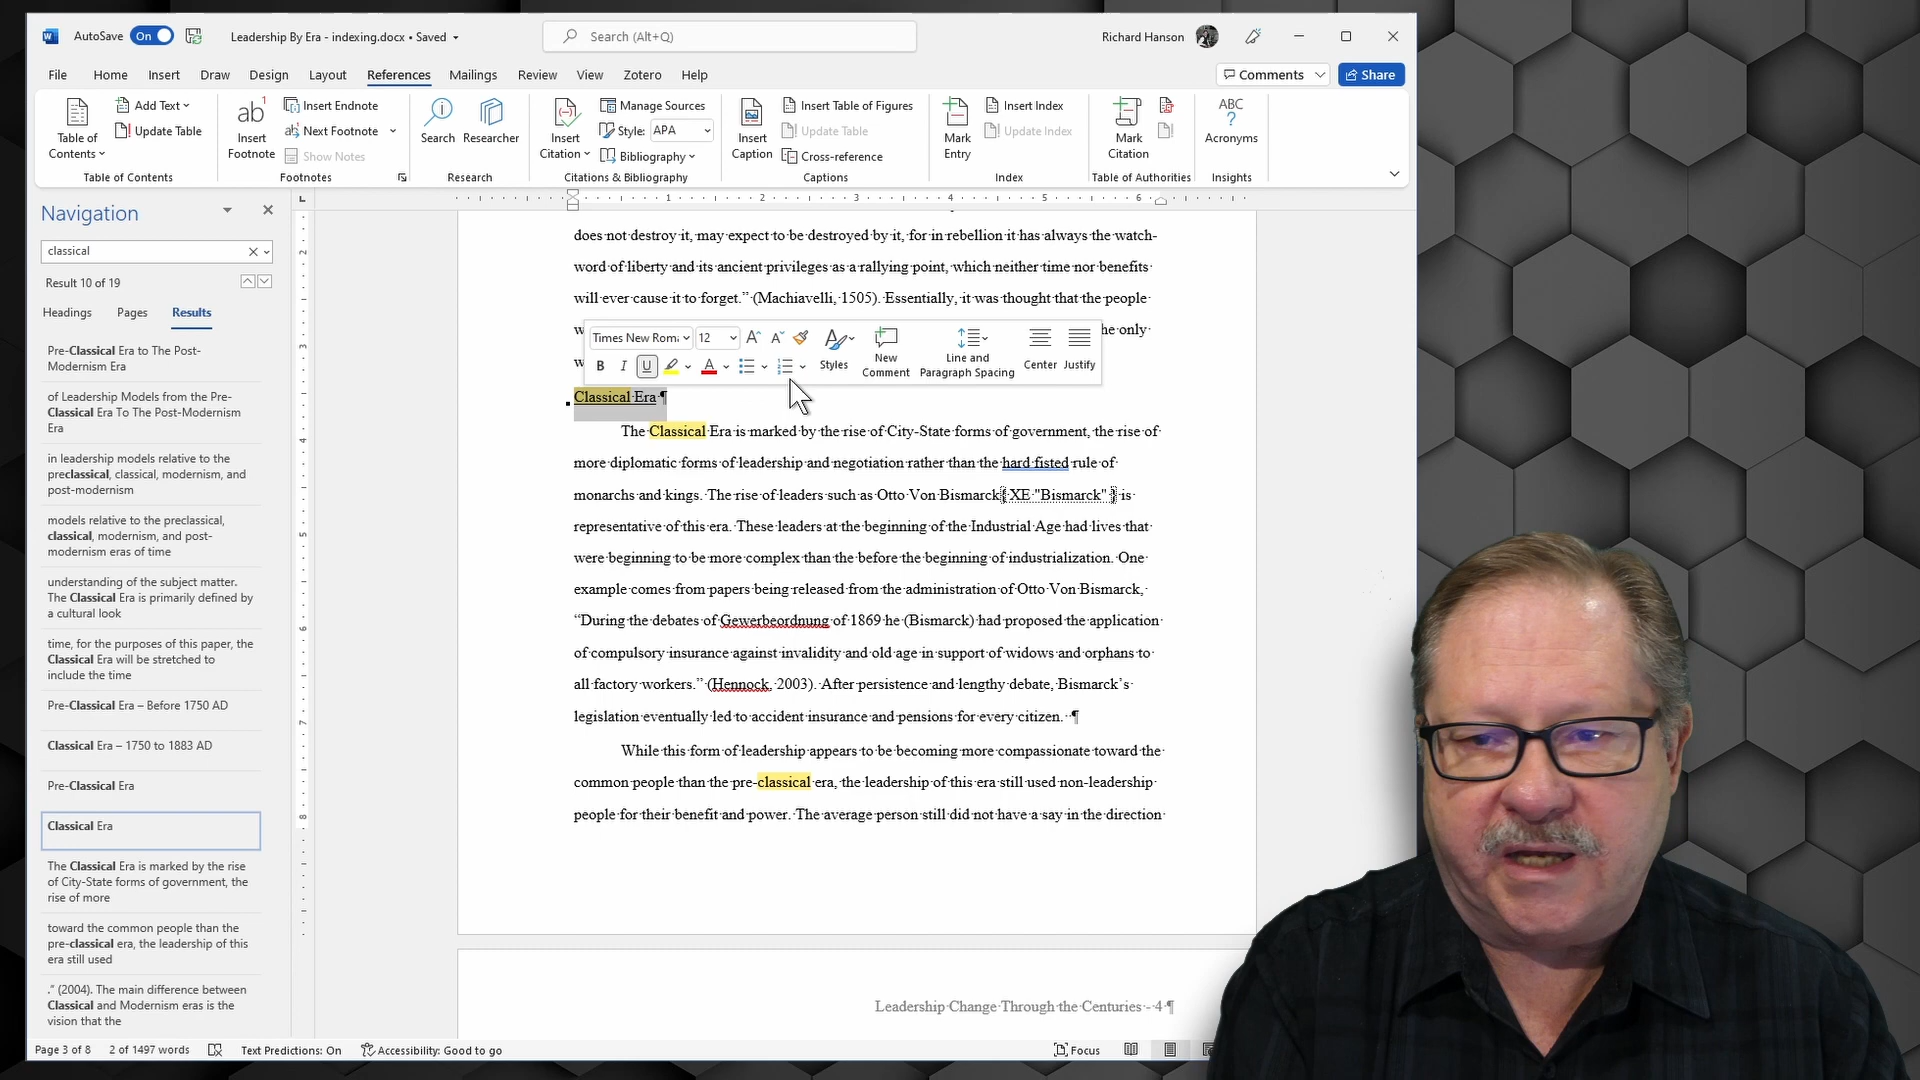 AutoSave On Leadership By Era - indexing.docx • Saved Search (Alt+Q) Richard Hanson
File Home Insert Draw Design Layout References Mailings Review View Zotero Help Comments Share
Table of Contents
Add Text
Update Table
Table of Contents
ab
Insert Footnote
Insert Endnote
Next Footnote
Show Notes
Footnotes
Search
Researcher
Research
Insert Citation
Manage Sources
Style: APA
Bibliography
Citations & Bibliography
Insert Caption
Insert Table of Figures
Update Table
Cross-reference
Captions
Mark Entry
Insert Index
Update Index
Index
Mark Citation
Table of Authorities
ABC
?
Acronyms
Insights
Navigation
classical
Result 10 of 19
Headings Pages Results
Pre-Classical Era to The Post-
Modernism Era
of Leadership Models from the Pre-
Classical Era To The Post-Modernism
Era
in leadership models relative to the
preclassical, classical, modernism, and
post-modernism
models relative to the preclassical,
classical, modernism, and post-
modernism eras of time
understanding of the subject matter.
The Classical Era is primarily defined by
a cultural look
time, for the purposes of this paper, the
Classical Era will be stretched to
include the time
Pre-Classical Era – Before 1750 AD
Classical Era – 1750 to 1883 AD
Pre-Classical Era
Classical Era
The Classical Era is marked by the rise
of City-State forms of government, the
rise of more
toward the common people than the
pre-classical era, the leadership of this
era still used
.” (2004). The main difference between
Classical and Modernism eras is the
vision that the
1 2 3 4 5 6
does not destroy it, may expect to be destroyed by it, for in rebellion it has always the watch-
word of liberty and its ancient privileges as a rallying point, which neither time nor benefits
will ever cause it to forget.” (Machiavelli, 1505). Essentially, it was thought that the people
he only
Times New Roma 12
B I U Styles
New Comment
Line and Paragraph Spacing
Center
Justify
Classical Era ¶
The Classical Era is marked by the rise of City-State forms of government, the rise of
more diplomatic forms of leadership and negotiation rather than the hard fisted rule of
monarchs and kings. The rise of leaders such as Otto Von Bismarck{ XE "Bismarck" } is
representative of this era. These leaders at the beginning of the Industrial Age had lives that
were beginning to be more complex than the before the beginning of industrialization. One
example comes from papers being released from the administration of Otto Von Bismarck,
“During the debates of Gewerbeordnung of 1869 he (Bismarck) had proposed the application
of compulsory insurance against invalidity and old age in support of widows and orphans to
all factory workers.” (Hennock, 2003). After persistence and lengthy debate, Bismarck’s
legislation eventually led to accident insurance and pensions for every citizen. ¶
While this form of leadership appears to be becoming more compassionate toward the
common people than the pre-classical era, the leadership of this era still used non-leadership
people for their benefit and power. The average person still did not have a say in the direction
Leadership Change Through the Centuries - 4 ¶
Page 3 of 8 2 of 1497 words Text Predictions: On Accessibility: Good to go Focus